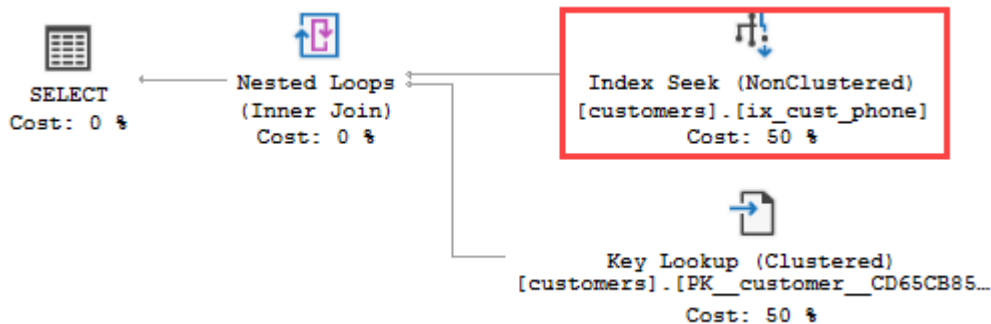 SELECT
Cost: 0 %
Nested Loops
(Inner Join)
Cost: 0 %
Index Seek (NonClustered)
[customers].[ix_cust_phone]
Cost: 50 %
Key Lookup (Clustered)
[customers].[PK__customer__CD65CB85…
Cost: 50 %